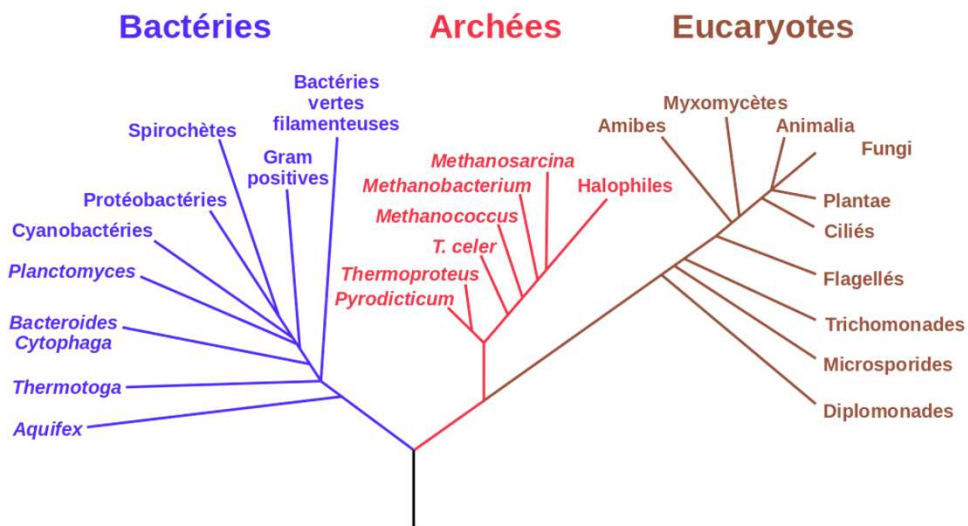 Bactéries
Archées
Eucaryotes
Bactéries
vertes
filamenteuses
Spirochètes
Gram
positives
Protéobactéries
Cyanobactéries
Planctomyces
Bacteroides
Cytophaga
Thermotoga
Aquifex
Methanosarcina
Methanobacterium
Halophiles
Methanococcus
T. celer
Thermoproteus
Pyrodicticum
Myxomycètes
Amibes
Animalia
Fungi
Plantae
Ciliés
Flagellés
Trichomonades
Microsporides
Diplomonades